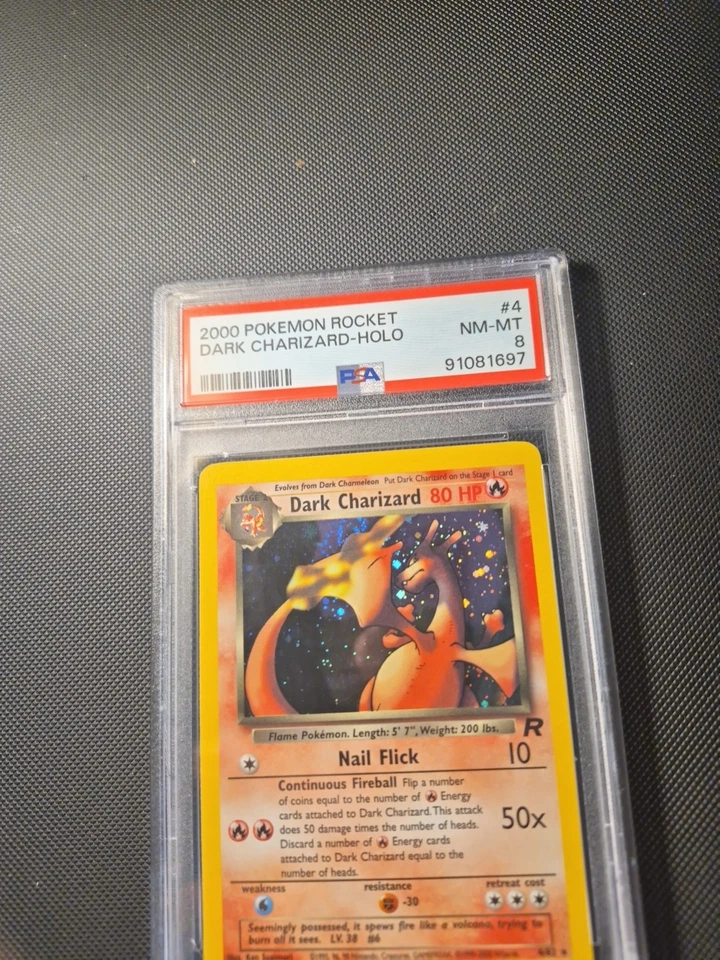 2000 POKEMON ROCKET #4
DARK CHARIZARD-HOLO NM-MT
8
PSA 91081697
Evolves from Dark Charmeleon Put Dark Charizard on the Stage 1 card
STAGE 2
Dark Charizard 80 HP
Flame Pokémon. Length: 5' 7", Weight: 200 lbs.
R
Nail Flick 10
Continuous Fireball Flip a number
of coins equal to the number of Energy
cards attached to Dark Charizard. This attack
does 50 damage times the number of heads.
Discard a number of Energy cards
attached to Dark Charizard equal to the
number of heads.
50x
weakness resistance retreat cost
-30
Seemingly possessed, it spews fire like a volcano, trying to
burn all it sees. LV. 38 #6